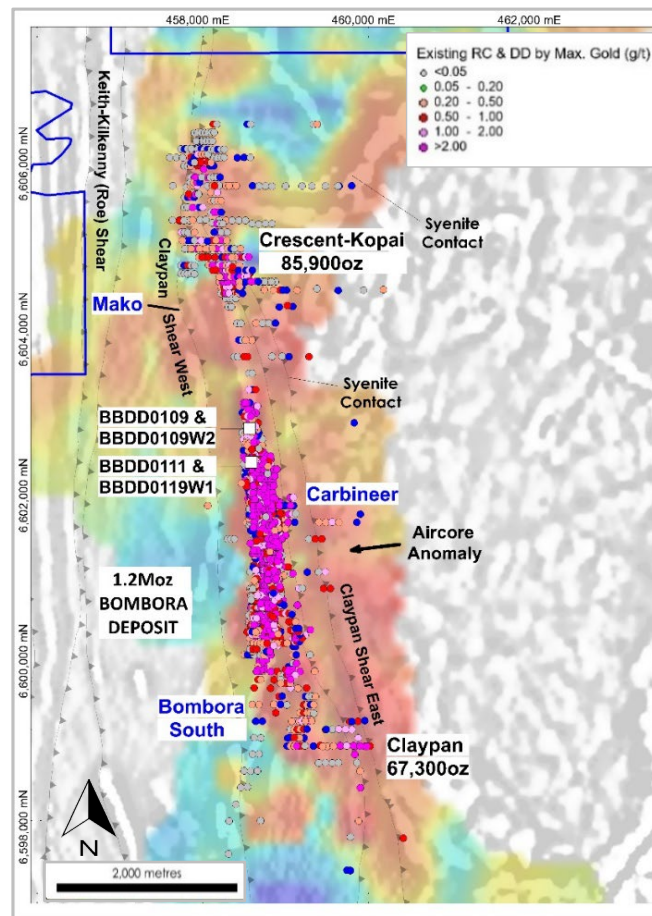 458,000 mE
460,000 mE
462,000 mE
Existing RC & DD by Max. Gold (g/t)
<0.05
0.05 - 0.20
0.20 - 0.50
0.50 - 1.00
1.00 - 2.00
>2.00
Keith-Kilkenny (Roe) Shear
6,606,000 mN
Syenite
Contact
Crescent-Kopai
85,900oz
Claypan
Shear West
Mako
6,604,000 mN
Syenite
Contact
BBDD0109 &
BBDD0109W2
BBDD0111 &
BBDD0119W1
6,602,000 mN
Carbineer
Aircore
Anomaly
1.2Moz
BOMBORA
DEPOSIT
Claypan Shear East
6,600,000 mN
Bombora
South
Claypan
67,300oz
6,598,000 mN
N
2,000 metres